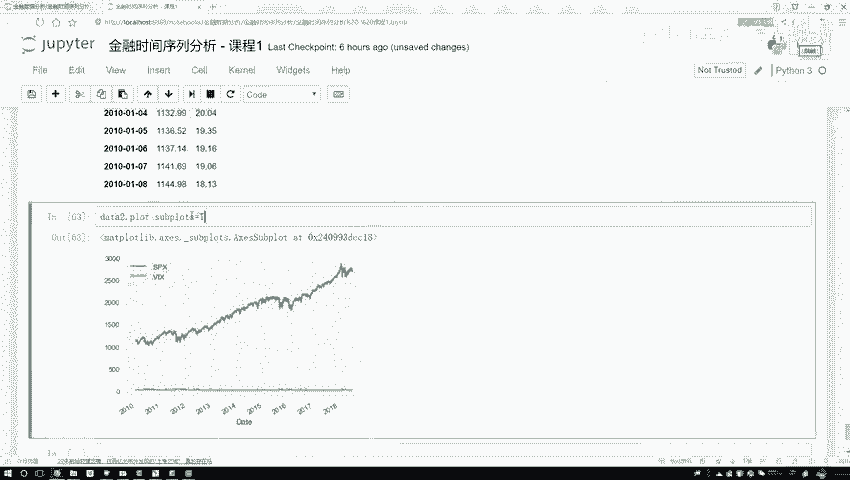 jupyter 金融时间序列分析 - 课程1 Last Checkpoint: 6 hours ago (unsaved changes)
File Edit View Insert Cell Kernel Widgets Help
Not Trusted
Python 3
Code
2010-01-04 1132.99 20.04
2010-01-05 1136.52 19.35
2010-01-06 1137.14 19.16
2010-01-07 1141.69 19.06
2010-01-08 1144.98 18.13
In [63]: data2.plot subplots=T
Out[63]: <matplotlib.axes._subplots.AxesSubplot at 0x240993dcc18>
3000
SPX
VIX
2500
2000
1500
1000
500
0
2010 2011 2012 2013 2014 2015 2016 2017 2018
Date
In